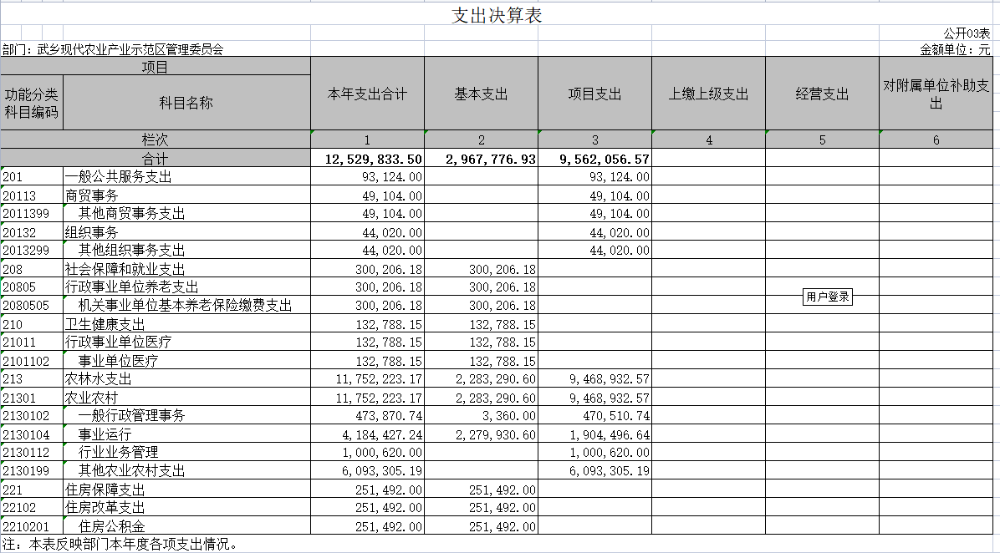 支出决算表
公开03表
部门：武乡现代农业产业示范区管理委员会 金额单位：元
项目 本年支出合计 基本支出 项目支出 上缴上级支出 经营支出 对附属单位补助支出
功能分类科目编码 科目名称
栏次 1 2 3 4 5 6
合计 12,529,833.50 2,967,776.93 9,562,056.57
201 一般公共服务支出 93,124.00 93,124.00
20113 商贸事务 49,104.00 49,104.00
2011399 其他商贸事务支出 49,104.00 49,104.00
20132 组织事务 44,020.00 44,020.00
2013299 其他组织事务支出 44,020.00 44,020.00
208 社会保障和就业支出 300,206.18 300,206.18
20805 行政事业单位养老支出 300,206.18 300,206.18
2080505 机关事业单位基本养老保险缴费支出 300,206.18 300,206.18
用户登录
210 卫生健康支出 132,788.15 132,788.15
21011 行政事业单位医疗 132,788.15 132,788.15
2101102 事业单位医疗 132,788.15 132,788.15
213 农林水支出 11,752,223.17 2,283,290.60 9,468,932.57
21301 农业农村 11,752,223.17 2,283,290.60 9,468,932.57
2130102 一般行政管理事务 473,870.74 3,360.00 470,510.74
2130104 事业运行 4,184,427.24 2,279,930.60 1,904,496.64
2130112 行业业务管理 1,000,620.00 1,000,620.00
2130199 其他农业农村支出 6,093,305.19 6,093,305.19
221 住房保障支出 251,492.00 251,492.00
22102 住房改革支出 251,492.00 251,492.00
2210201 住房公积金 251,492.00 251,492.00
注：本表反映部门本年度各项支出情况。